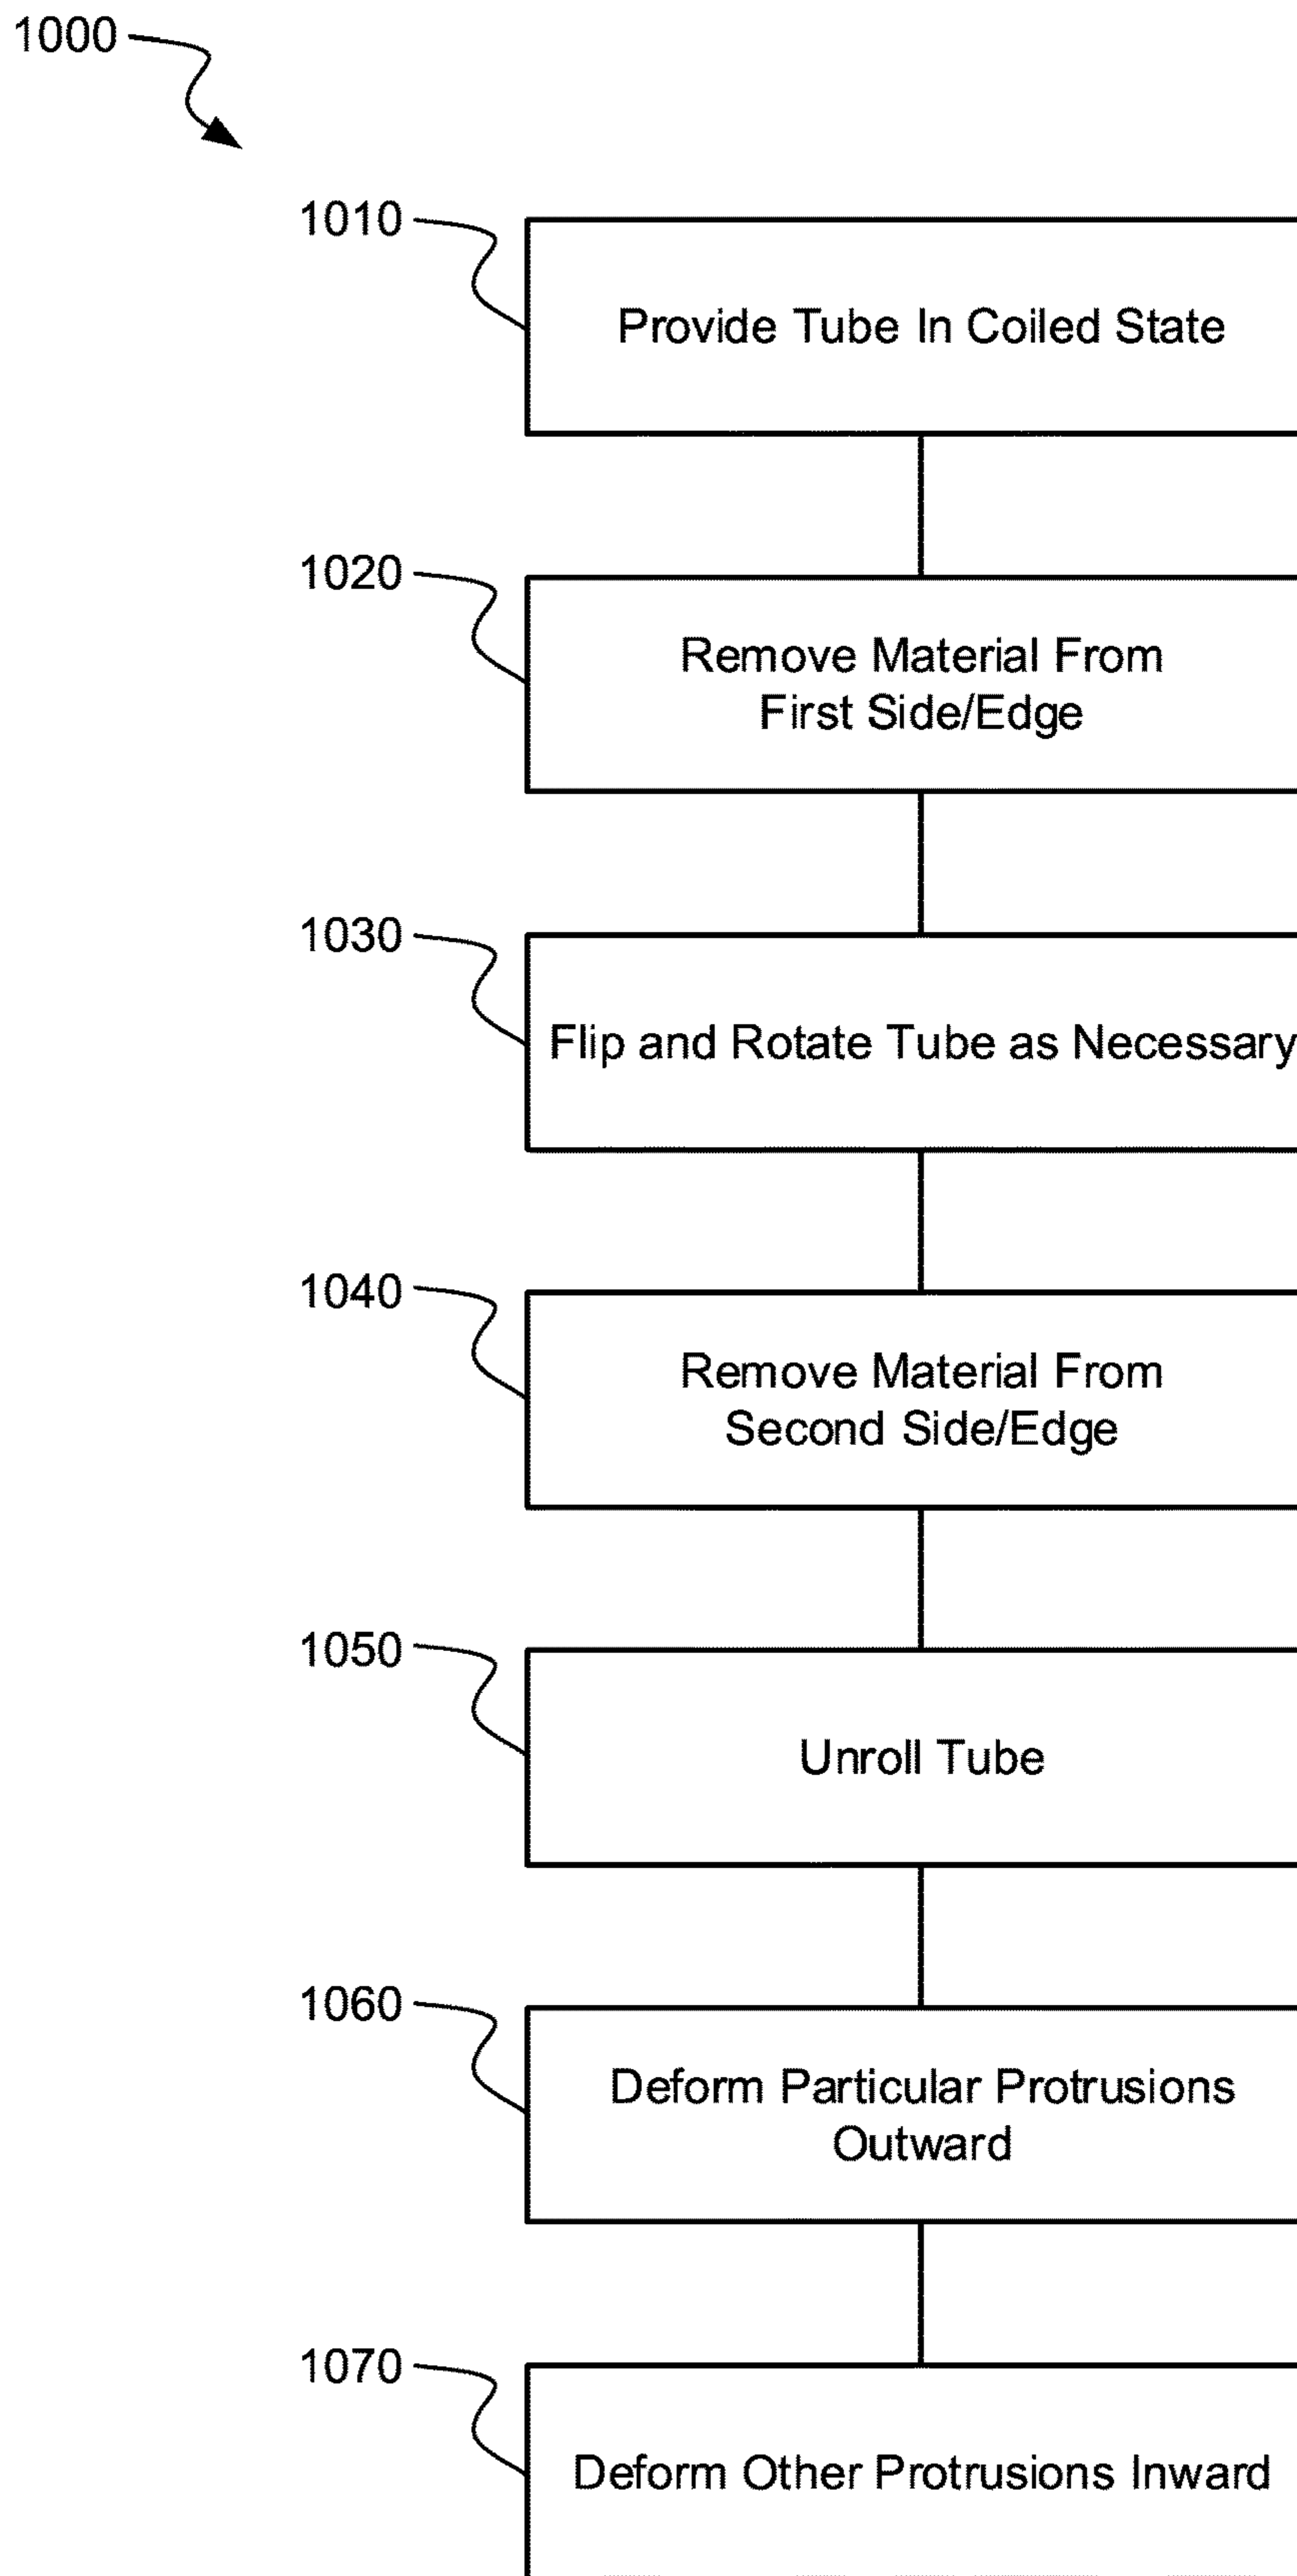 1000
1010
Provide Tube In Coiled State
1020
Remove Material From
First Side/Edge
1030
Flip and Rotate Tube as Necessary
1040
Remove Material From
Second Side/Edge
1050
Unroll Tube
1060
Deform Particular Protrusions
Outward
1070
Deform Other Protrusions Inward